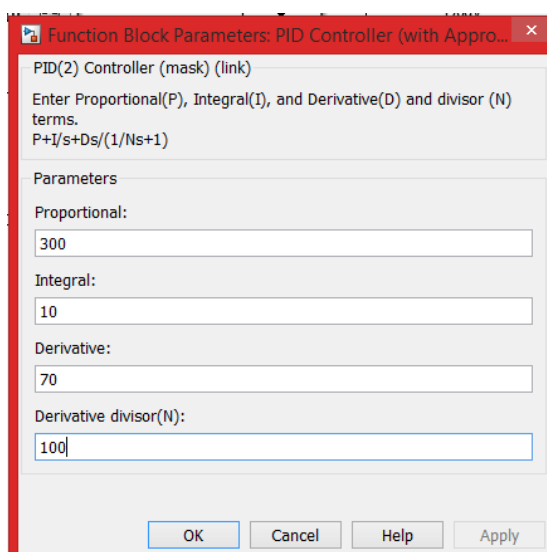 Function Block Parameters: PID Controller (with Appro...
PID(2) Controller (mask) (link)
Enter Proportional(P), Integral(I), and Derivative(D) and divisor (N)
terms.
P+I/s+Ds/(1/Ns+1)
Parameters
Proportional:
300
Integral:
10
Derivative:
70
Derivative divisor(N):
100
OK Cancel Help Apply